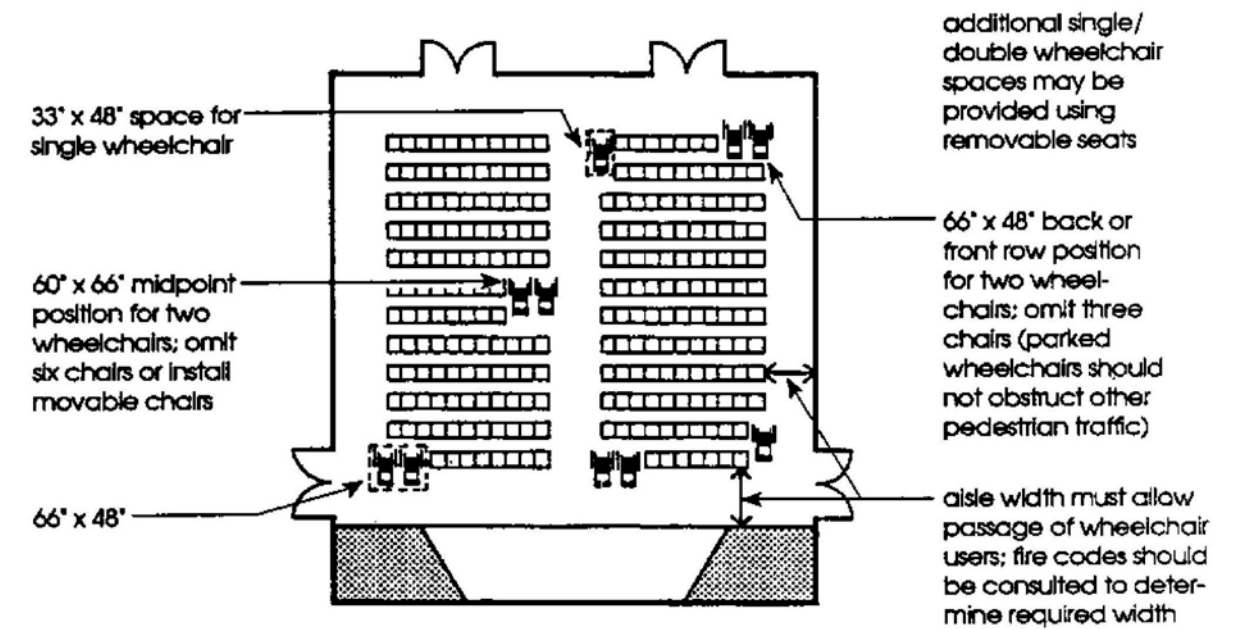 33" x 48" space for
single wheelchair
60" x 66" midpoint
position for two
wheelchairs; omit
six chairs or install
movable chairs
66" x 48"
additional single/
double wheelchair
spaces may be
provided using
removable seats
66" x 48" back or
front row position
for two wheel-
chairs; omit three
chairs (parked
wheelchairs should
not obstruct other
pedestrian traffic)
aisle width must allow
passage of wheelchair
users; fire codes should
be consulted to deter-
mine required width